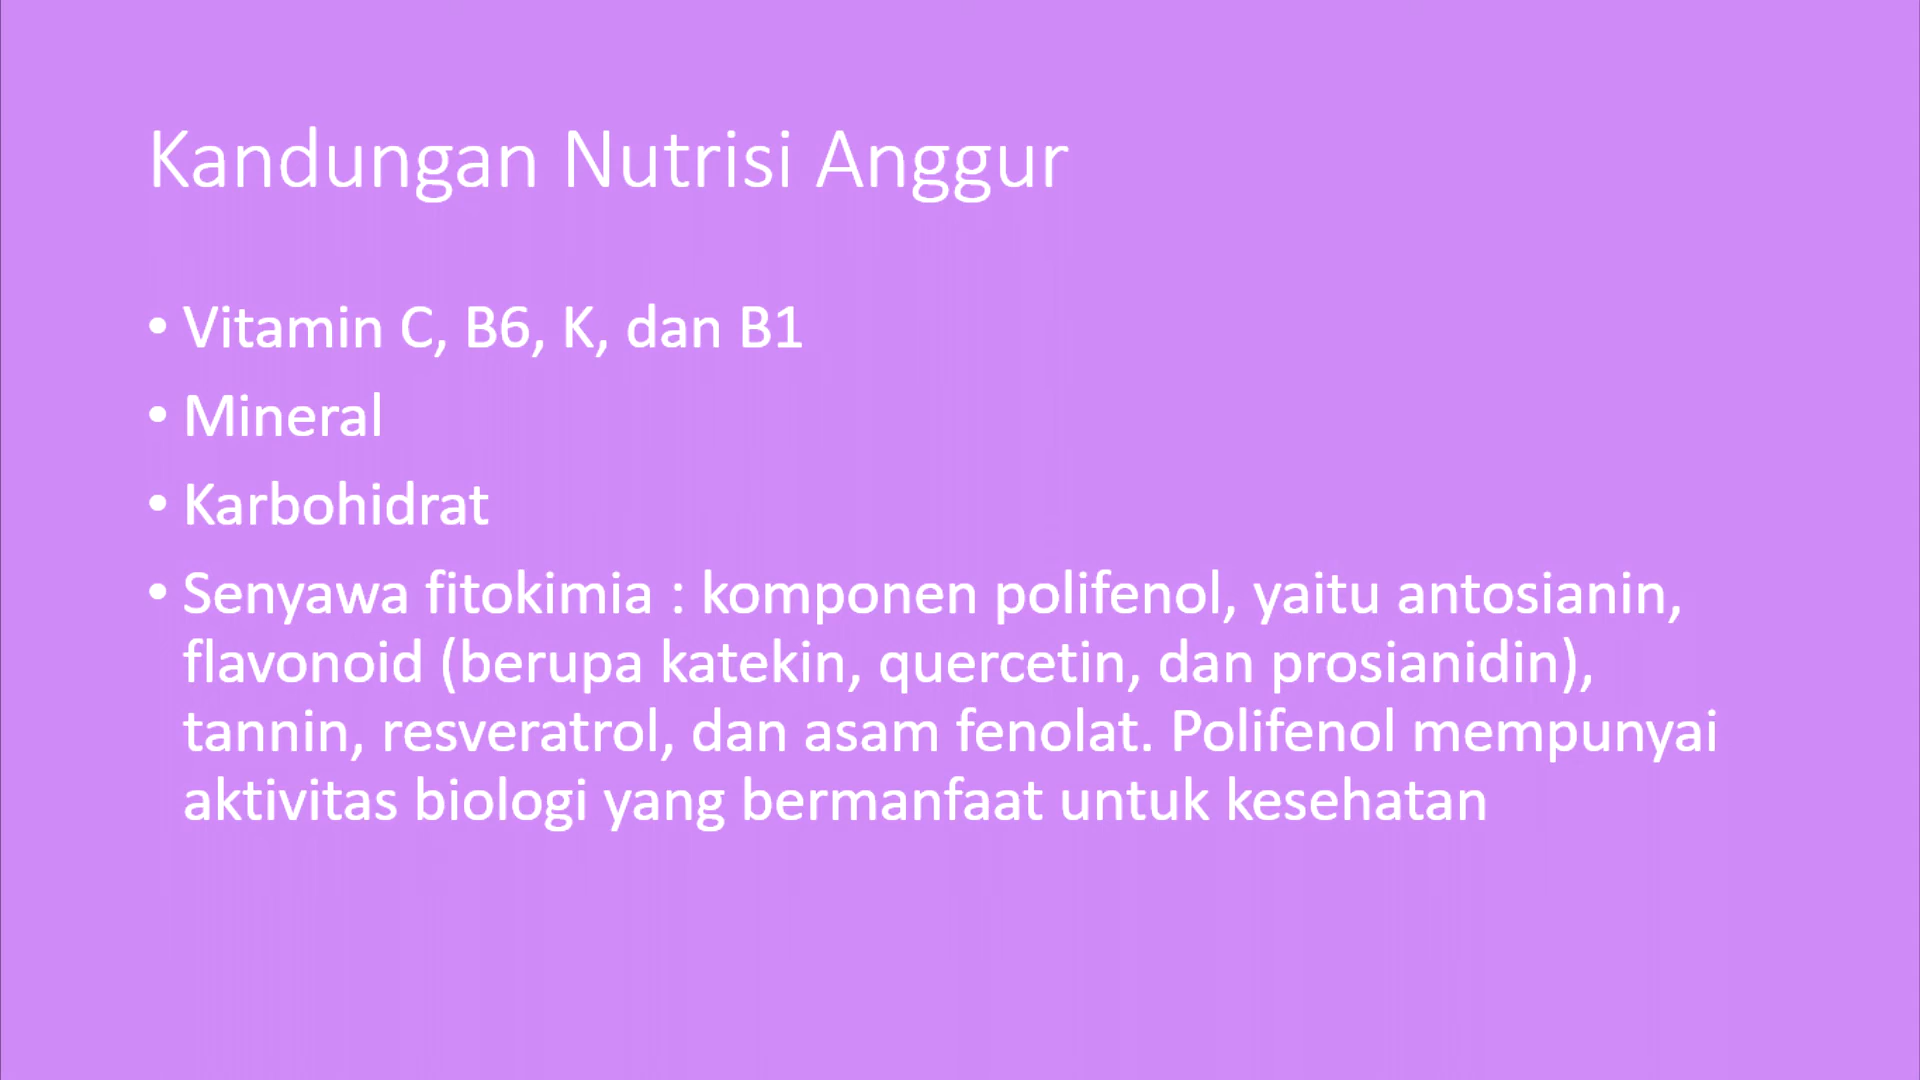 Kandungan Nutrisi Anggur
• Vitamin C, B6, K, dan B1
• Mineral
• Karbohidrat
• Senyawa fitokimia : komponen polifenol, yaitu antosianin,
flavonoid (berupa katekin, quercetin, dan prosianidin),
tannin, resveratrol, dan asam fenolat. Polifenol mempunyai
aktivitas biologi yang bermanfaat untuk kesehatan